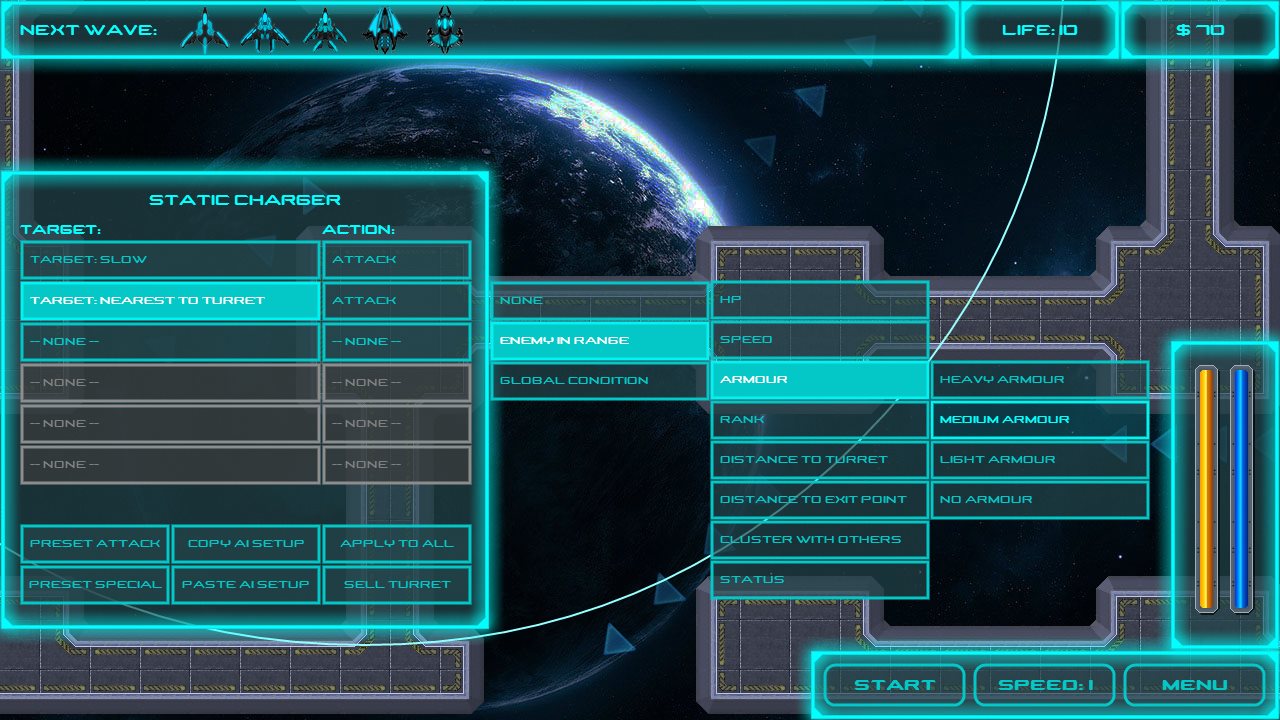 NEXT WAVE:
LIFE: 10
$ 70
STATIC CHARGER
TARGET:
ACTION:
TARGET: SLOW
ATTACK
TARGET: NEAREST TO TURRET
ATTACK
-- NONE --
-- NONE --
-- NONE --
-- NONE --
-- NONE --
-- NONE --
-- NONE --
-- NONE --
PRESET ATTACK
COPY AI SETUP
APPLY TO ALL
PRESET SPECIAL
PASTE AI SETUP
SELL TURRET
NONE
ENEMY IN RANGE
GLOBAL CONDITION
HP
SPEED
ARMOUR
RANK
DISTANCE TO TURRET
DISTANCE TO EXIT POINT
CLUSTER WITH OTHERS
STATUS
HEAVY ARMOUR
MEDIUM ARMOUR
LIGHT ARMOUR
NO ARMOUR
START
SPEED: 1
MENU